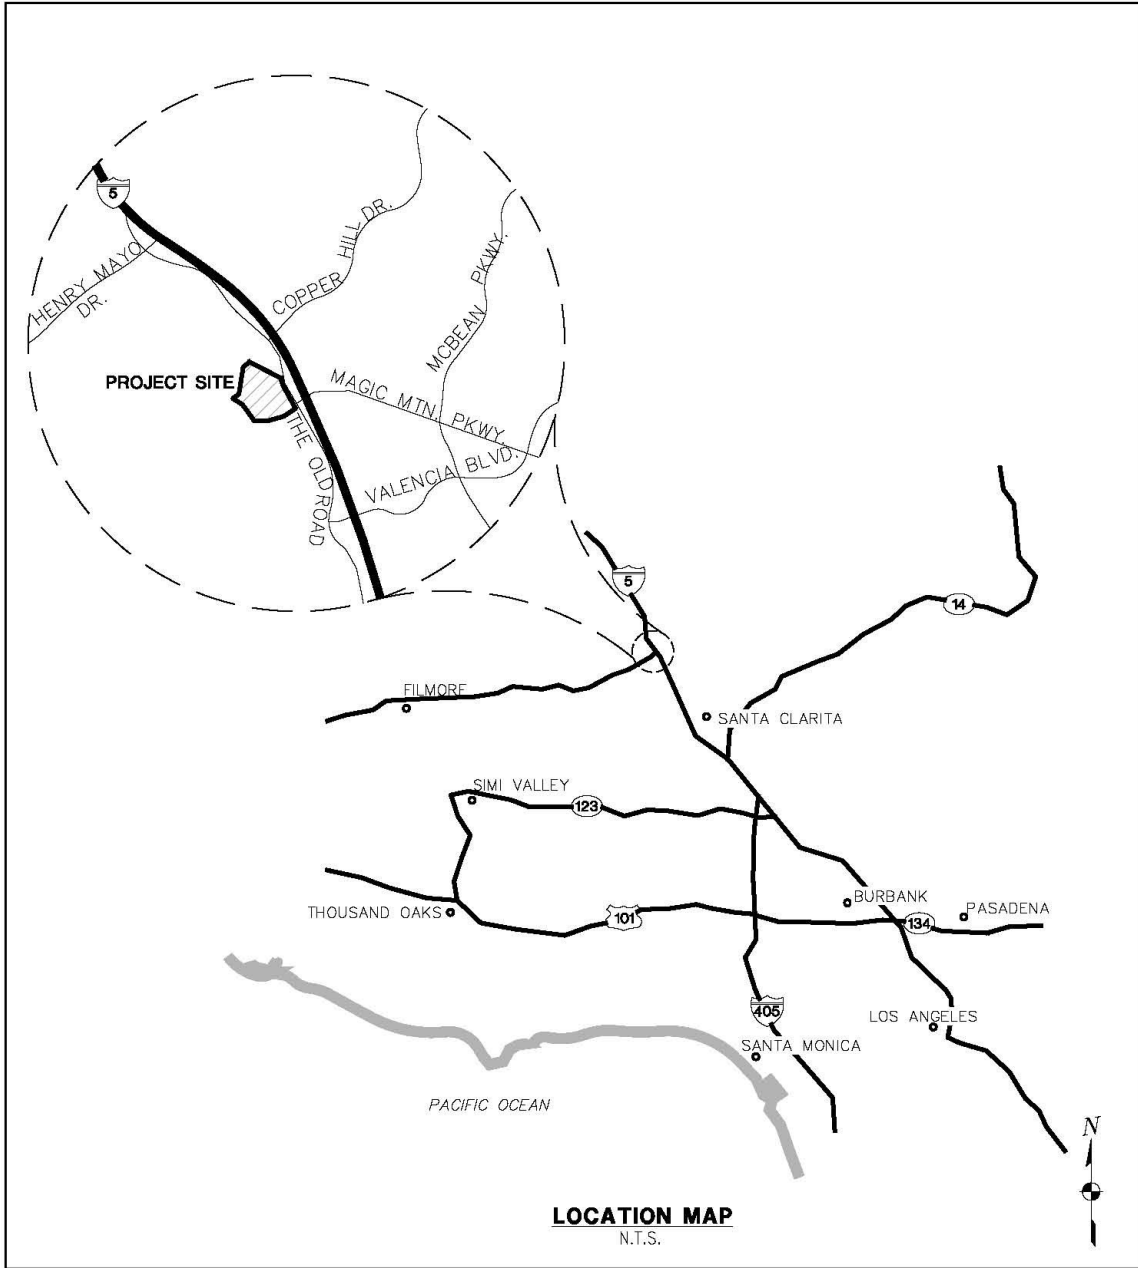 5
HENRY MAYO
DR.
COPPER
HILL DR.
MCBEAN
PKWY.
PROJECT SITE
MAGIC MTN. PKWY.
THE OLD ROAD
VALENCIA BLVD.
5
14
FILMORE
SANTA CLARITA
SIMI VALLEY
123
THOUSAND OAKS
101
BURBANK
134
PASADENA
405
LOS ANGELES
SANTA MONICA
PACIFIC OCEAN
N
LOCATION MAP
N.T.S.